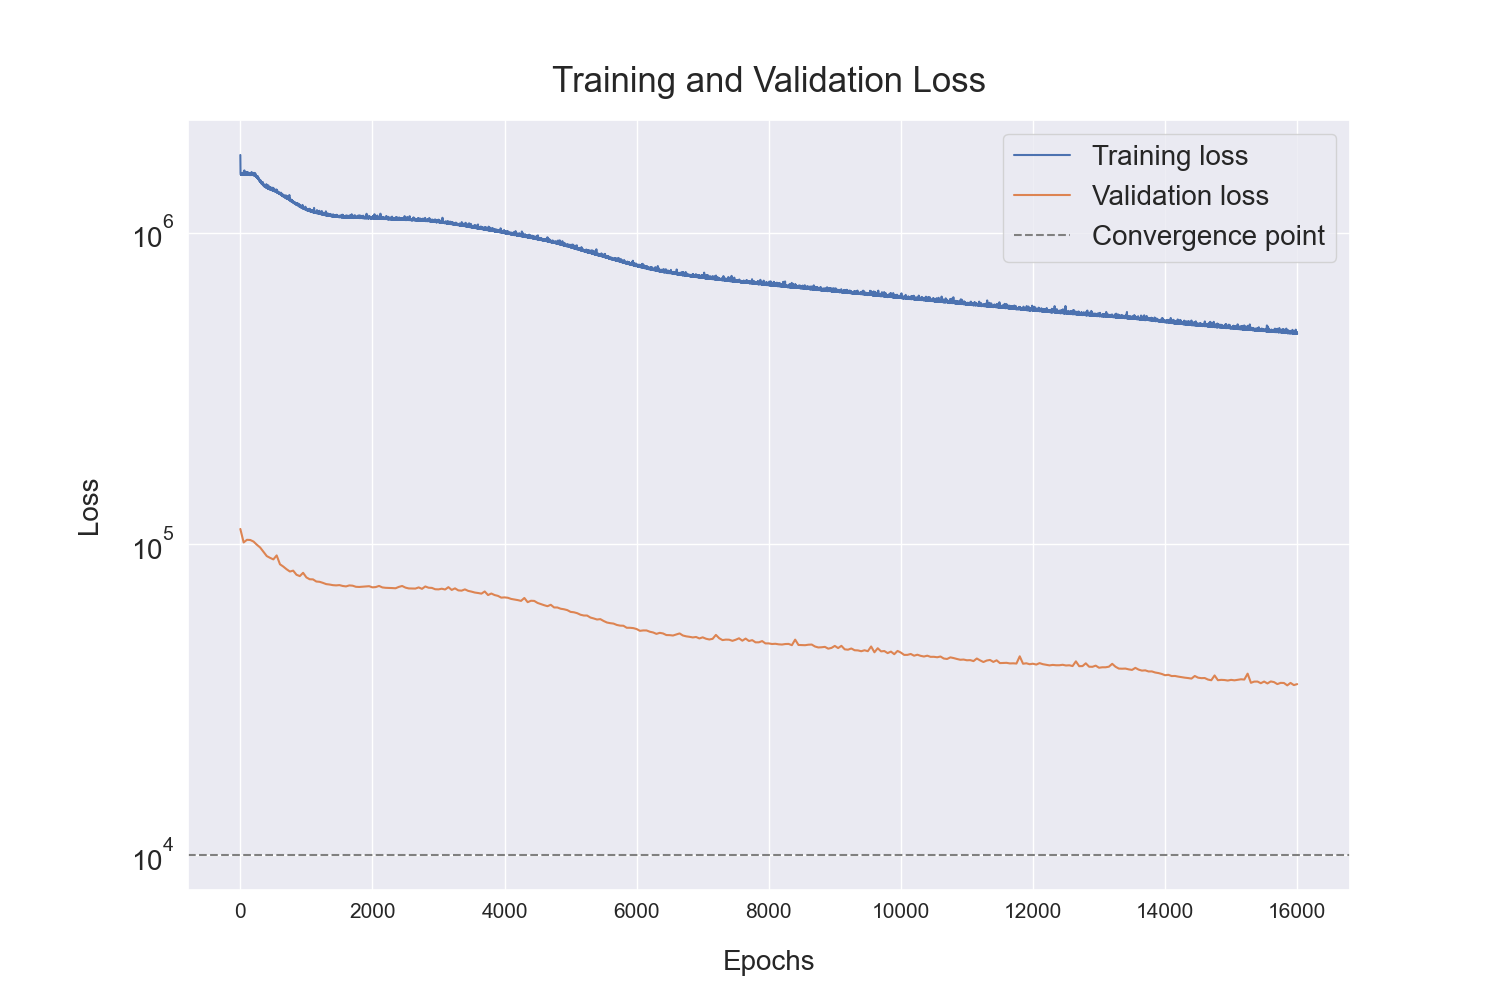 Training and Validation Loss
Training loss
Validation loss
Convergence point
10^6
10^5
10^4
Loss
0 2000 4000 6000 8000 10000 12000 14000 16000
Epochs